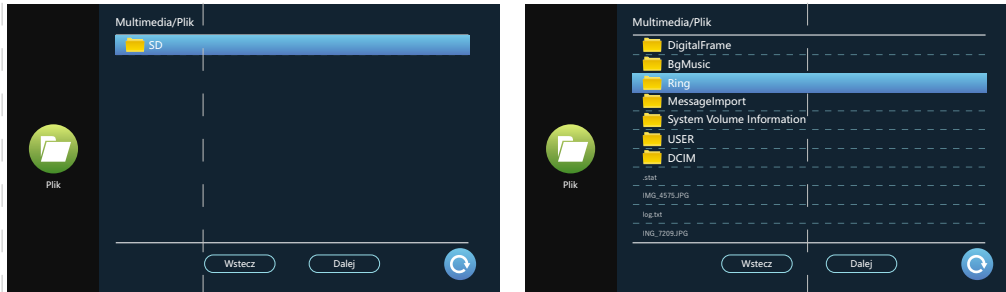 Multimedia/Plik
SD
Plik
Wstecz
Dalej
Multimedia/Plik
DigitalFrame
BgMusic
Ring
MessageImport
System Volume Information
USER
DCIM
.stat
IMG_4575.JPG
log.txt
ING_7209.JPG
Plik
Wstecz
Dalej